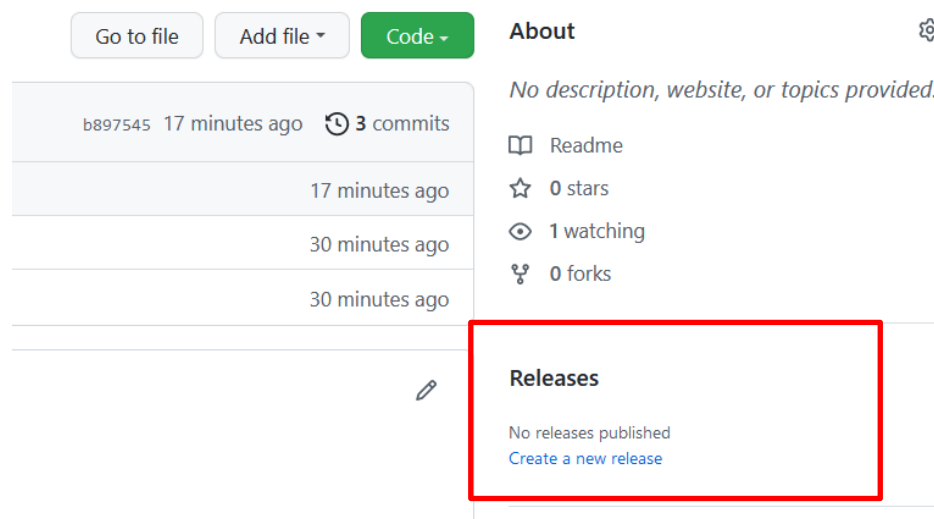 Go to file
Add file
Code
b897545 17 minutes ago 3 commits
17 minutes ago
30 minutes ago
30 minutes ago
About
No description, website, or topics provided.
Readme
0 stars
1 watching
0 forks
Releases
No releases published
Create a new release